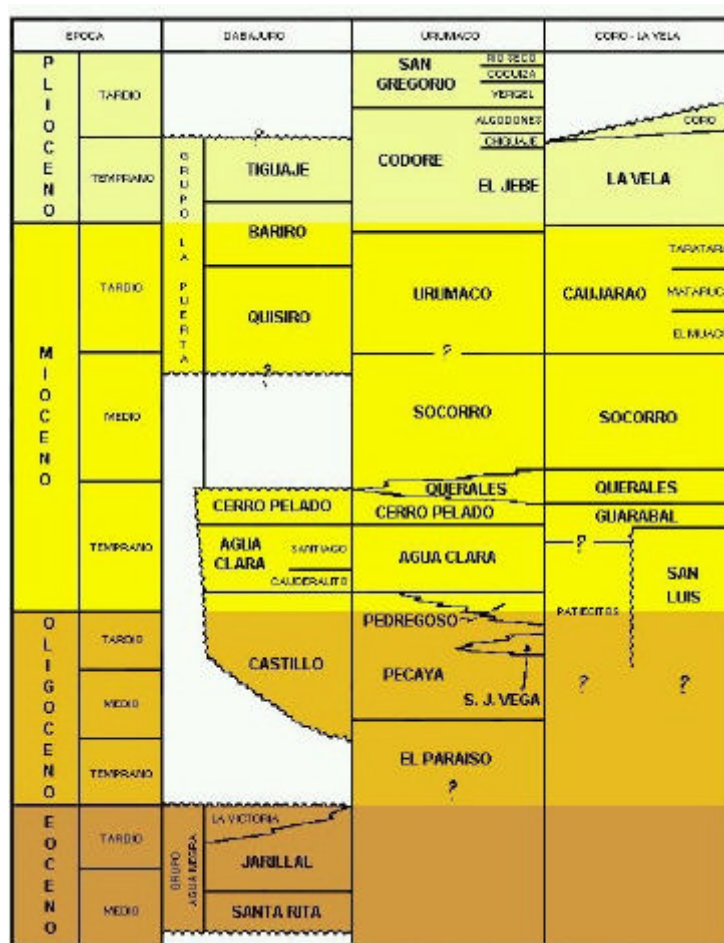 EPOCA DABAJURO URUMACO CORO - LA VELA
PLIOCENO
TARDIO
TEMPRANO
MIOCENO
TARDIO
MEDIO
TEMPRANO
OLIGOCENO
TARDIO
MEDIO
TEMPRANO
EOCENO
TARDIO
MEDIO
?
GRUPO LA PUERTA
TIGUAJE
BARIRO
QUISIRO
?
CERRO PELADO
AGUA
CLARA
SANTIAGO
CAUDERALITO
CASTILLO
GRUPO
AGUA NEGRA
LA VICTORIA
JARILLAL
SANTA RITA
SAN
GREGORIO
RIO SECO
COCUIZA
VERGEL
CODORE
ALGODONES
CHIGUAJE
EL JEBE
URUMACO
?
SOCORRO
QUERALES
CERRO PELADO
AGUA CLARA
PEDREGOSO
PECAYA
S. J. VEGA
EL PARAISO
?
CORO
LA VELA
CAUJARAO
TARATARA
MATARUCA
EL MUACO
SOCORRO
QUERALES
GUARABAL
?
SAN
LUIS
PATIECITOS
?
?